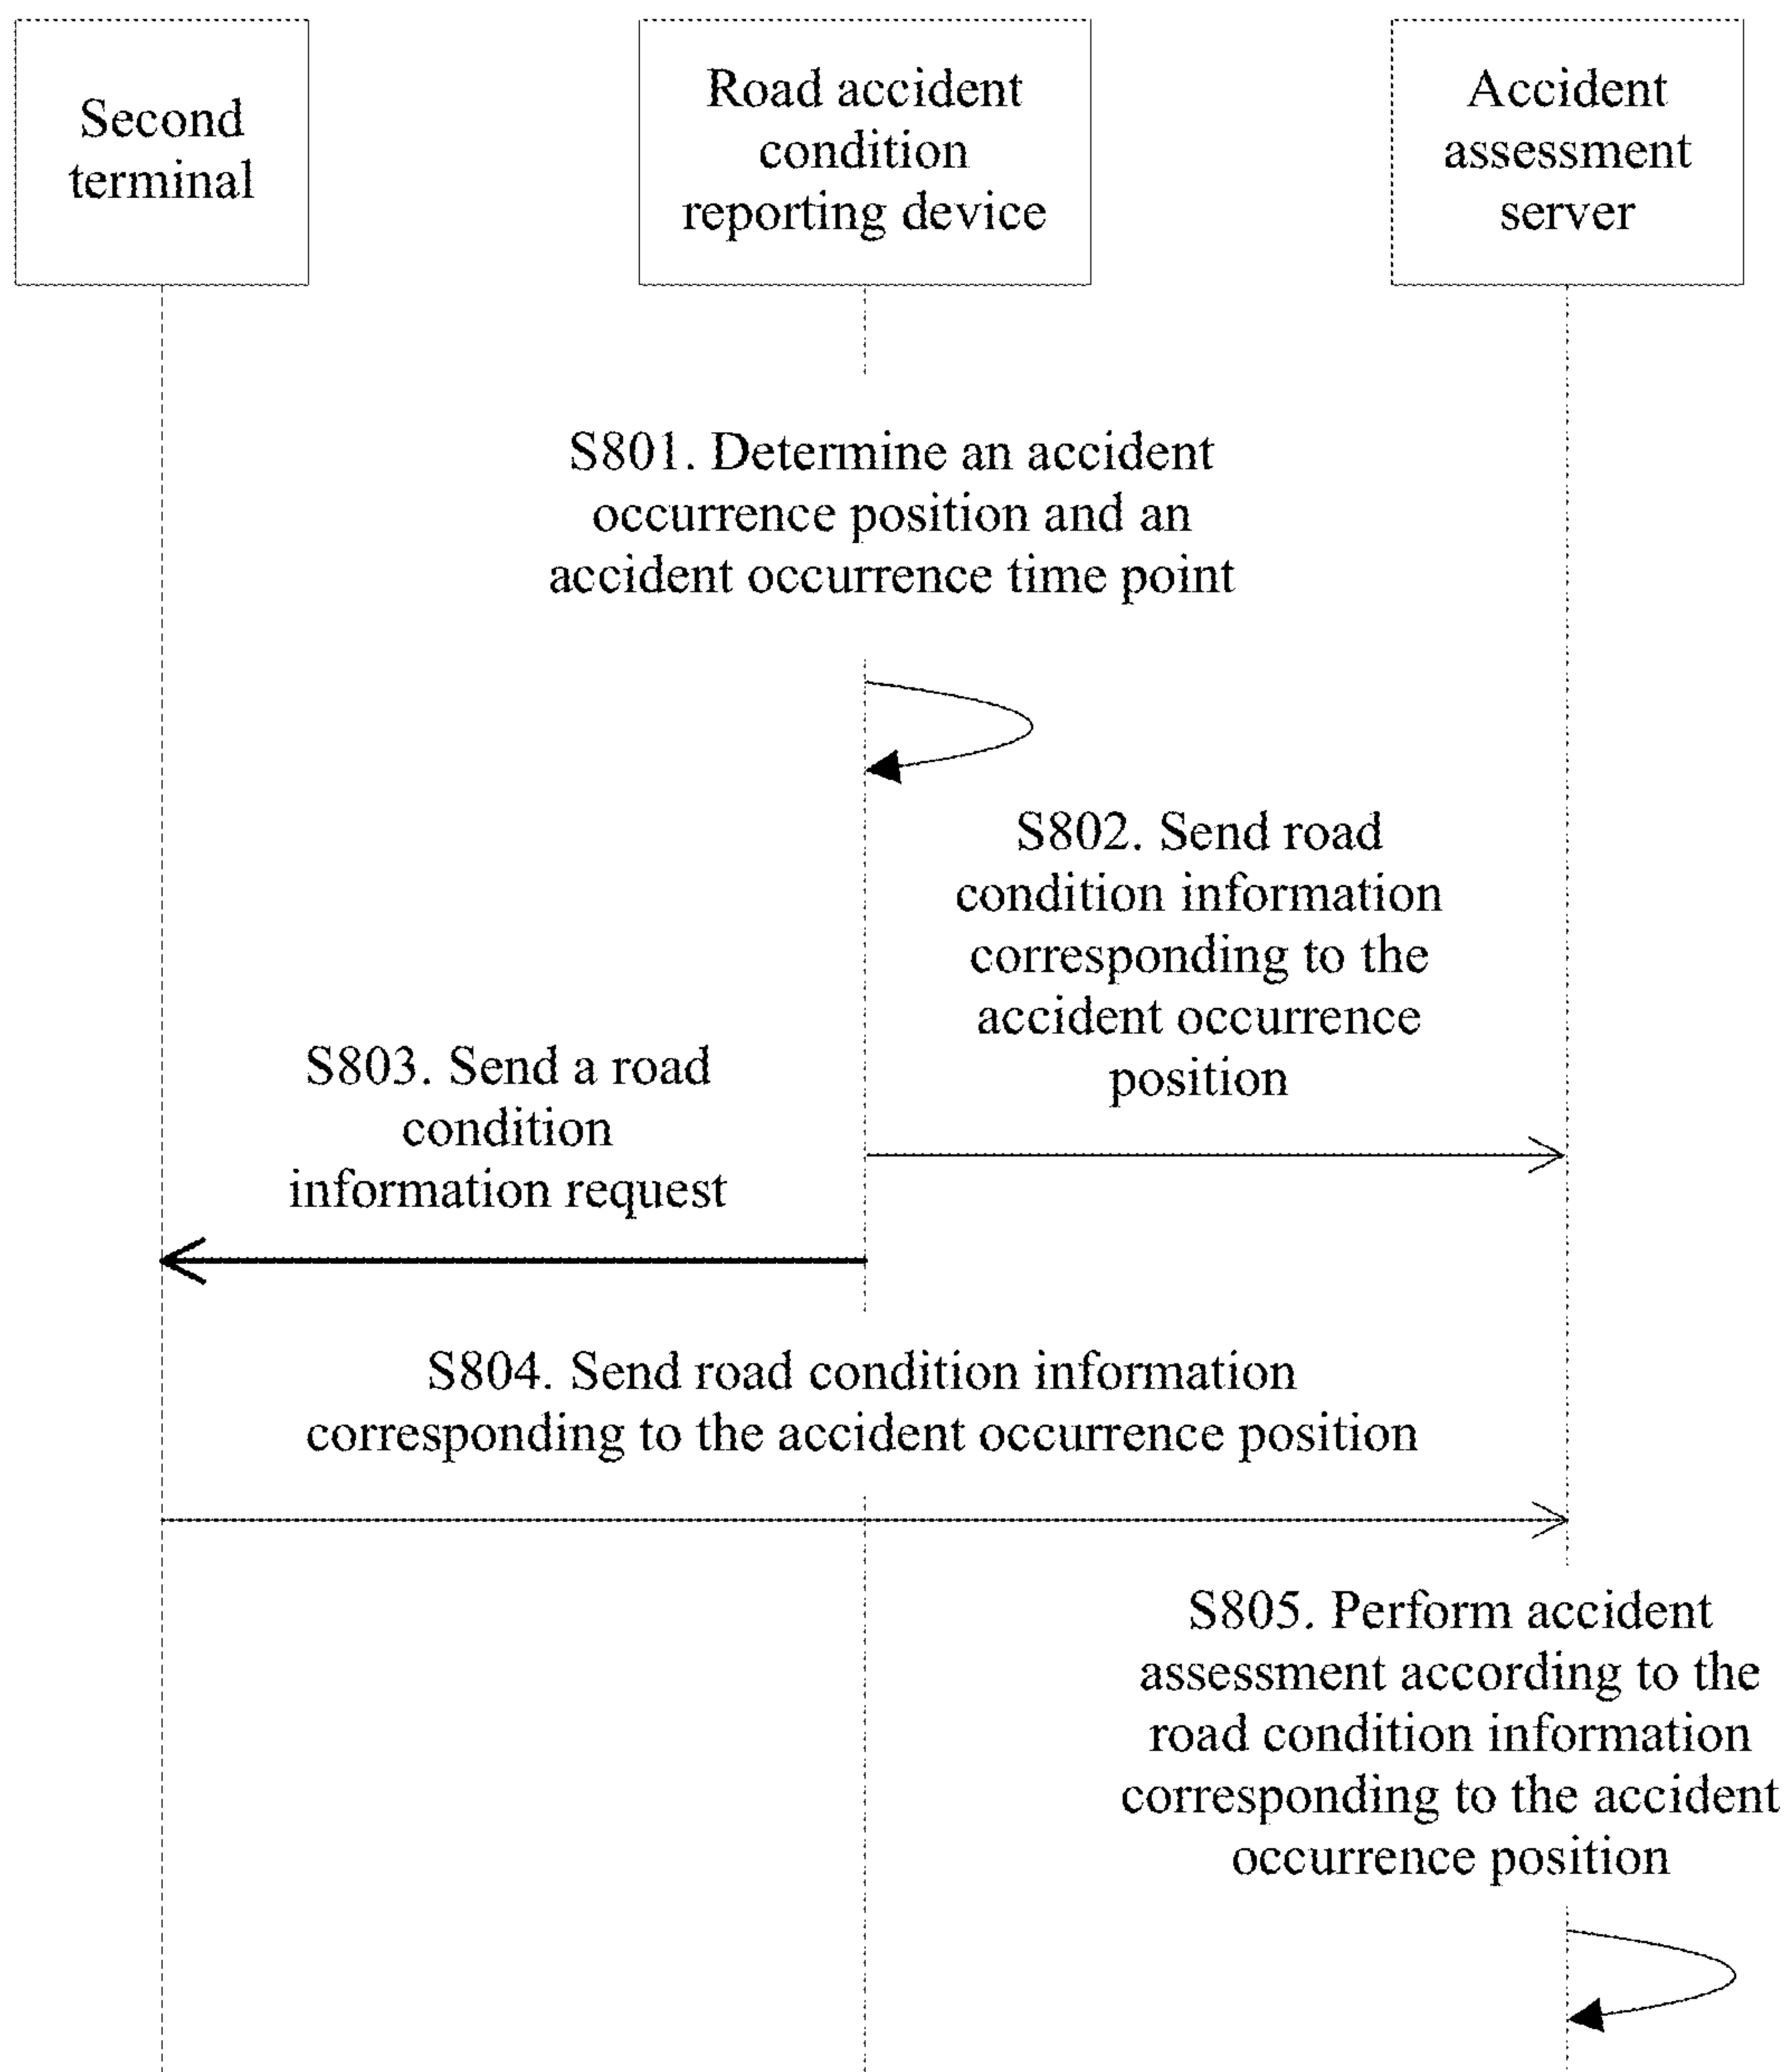 Second
terminal
Road accident
condition
reporting device
Accident
assessment
server
S801. Determine an accident
occurrence position and an
accident occurrence time point
S802. Send road
condition information
corresponding to the
accident occurrence
position
S803. Send a road
condition
information request
S804. Send road condition information
corresponding to the accident occurrence position
S805. Perform accident
assessment according to the
road condition information
corresponding to the accident
occurrence position